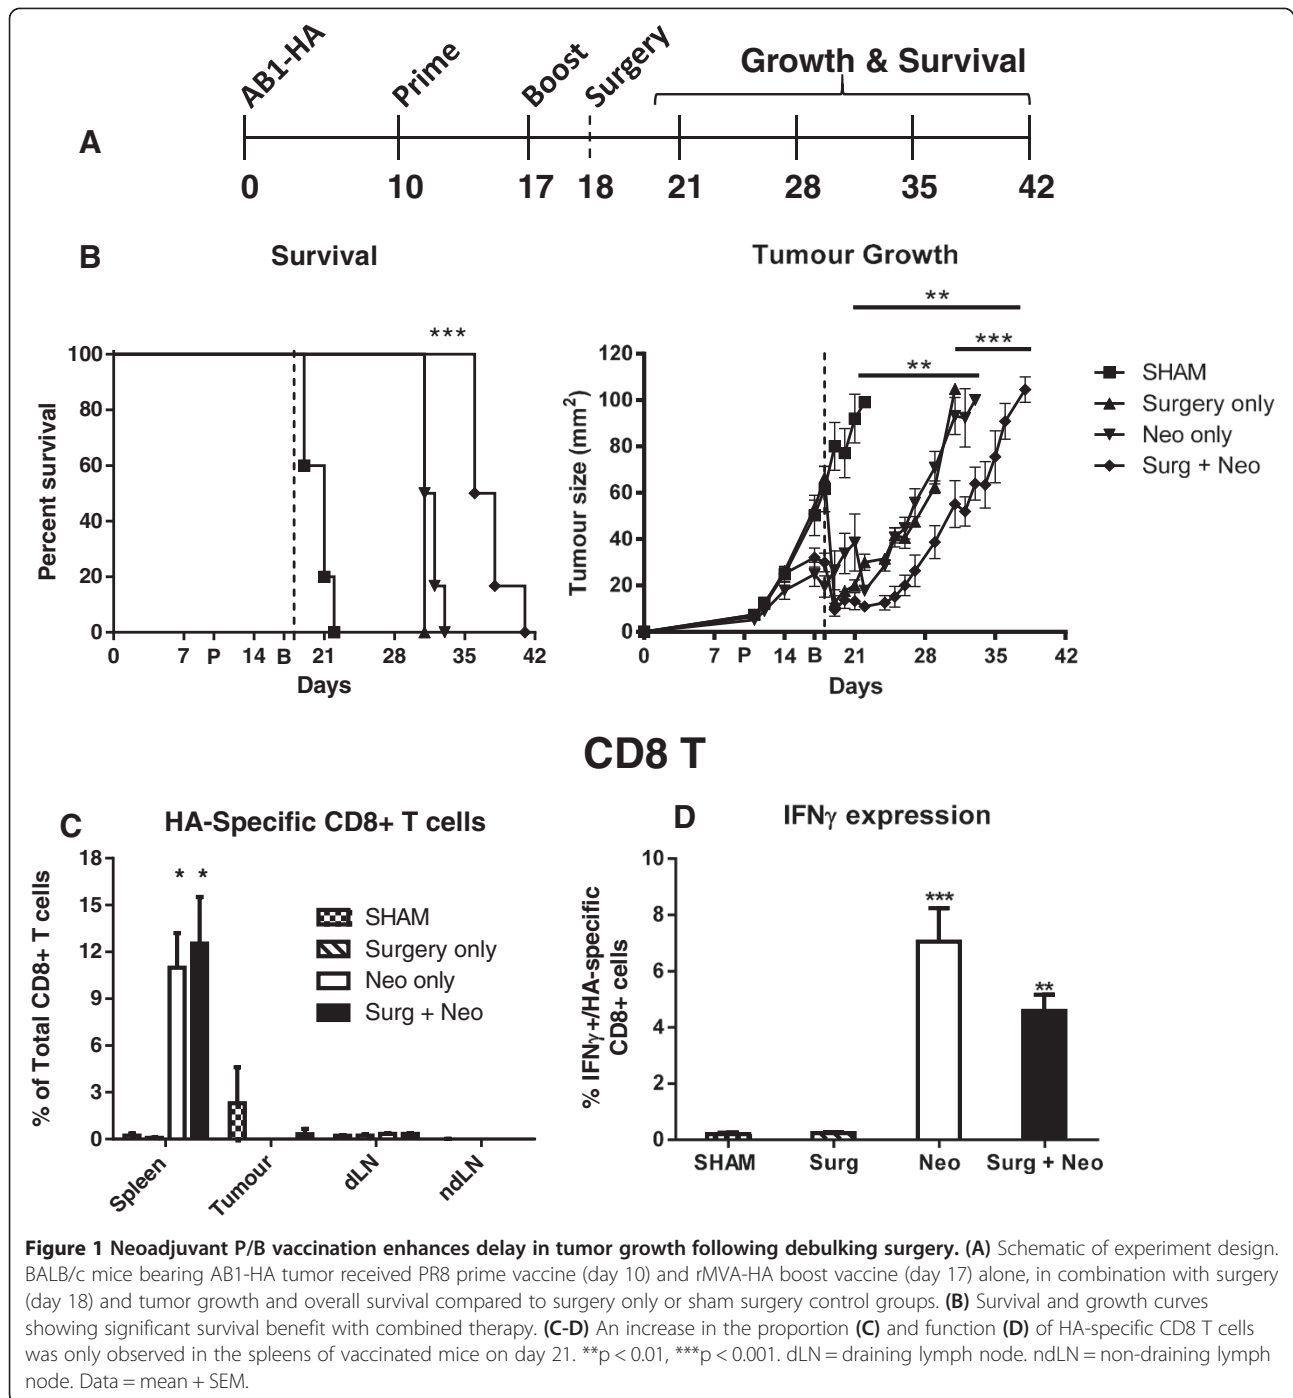 AB1-HA Prime Boost Surgery Growth & Survival
A
0 10 17 18 21 28 35 42
B
Survival
***
Percent survival
100
80
60
40
20
0
0 7 P 14 B 21 28 35 42
Days
Tumour Growth
**
***
**
Tumour size (mm2)
120
100
80
60
40
20
0
0 7 P 14 B 21 28 35 42
Days
SHAM
Surgery only
Neo only
Surg + Neo
CD8 T
C
HA-Specific CD8+ T cells
% of Total CD8+ T cells
18
15
12
9
6
3
0
* *
SHAM
Surgery only
Neo only
Surg + Neo
Spleen Tumour dLN ndLN
D
IFNγ expression
% IFNγ+/HA-specific
CD8+ cells
10
8
6
4
2
0
***
**
SHAM Surg Neo Surg + Neo
Figure 1 Neoadjuvant P/B vaccination enhances delay in tumor growth following debulking surgery. (A) Schematic of experiment design.
BALB/c mice bearing AB1-HA tumor received PR8 prime vaccine (day 10) and rMVA-HA boost vaccine (day 17) alone, in combination with surgery
(day 18) and tumor growth and overall survival compared to surgery only or sham surgery control groups. (B) Survival and growth curves
showing significant survival benefit with combined therapy. (C-D) An increase in the proportion (C) and function (D) of HA-specific CD8 T cells
was only observed in the spleens of vaccinated mice on day 21. **p < 0.01, ***p < 0.001. dLN = draining lymph node. ndLN = non-draining lymph
node. Data = mean + SEM.